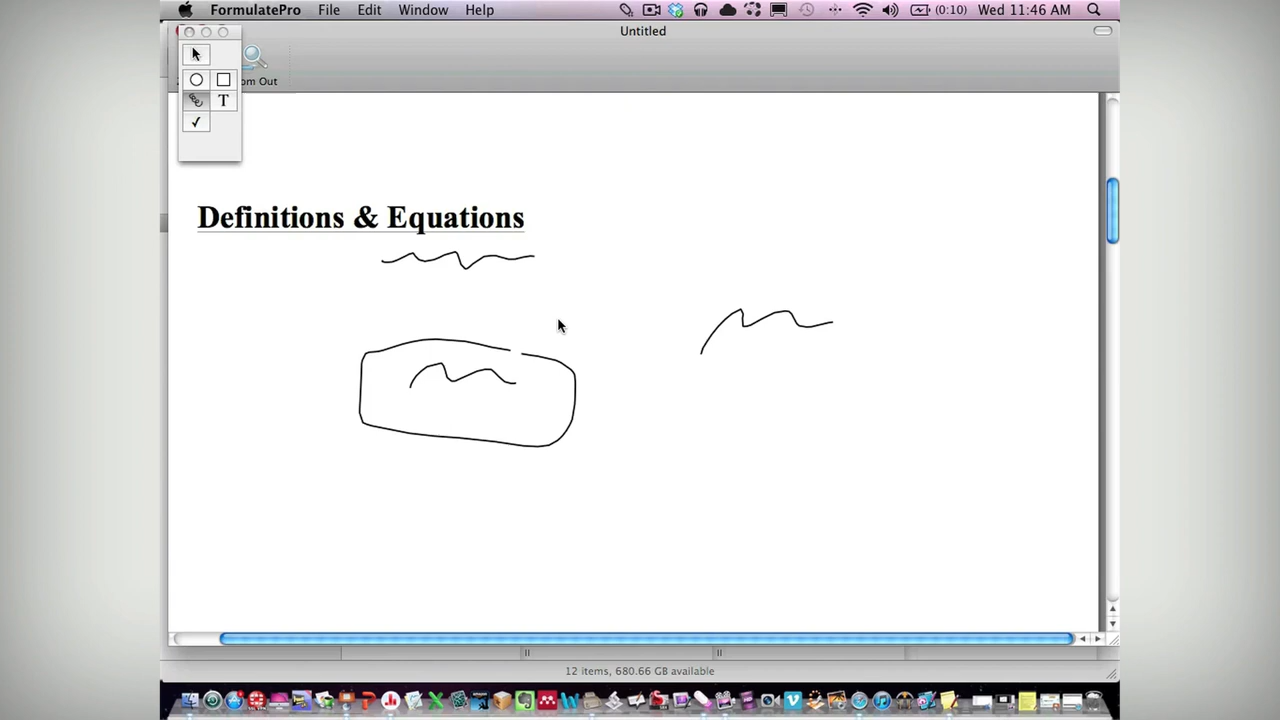 FormulatePro File Edit Window Help (0:10) Wed 11:46 AM
Untitled
om Out
T
Definitions & Equations
12 items, 680.66 GB available